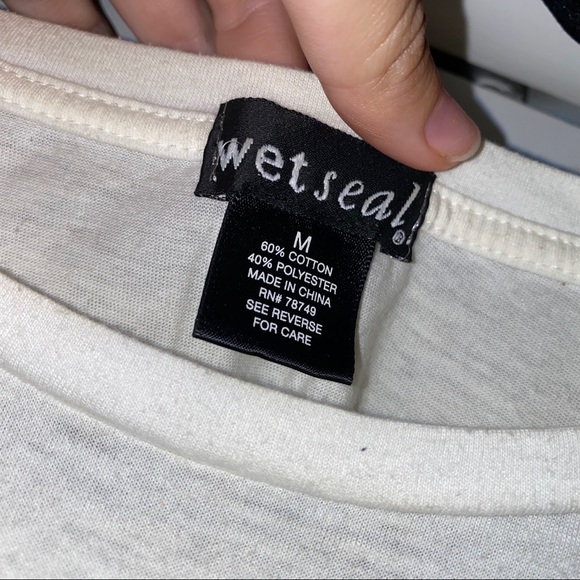 wetseal®
M
60% COTTON
40% POLYESTER
MADE IN CHINA
RN# 78749
SEE REVERSE
FOR CARE